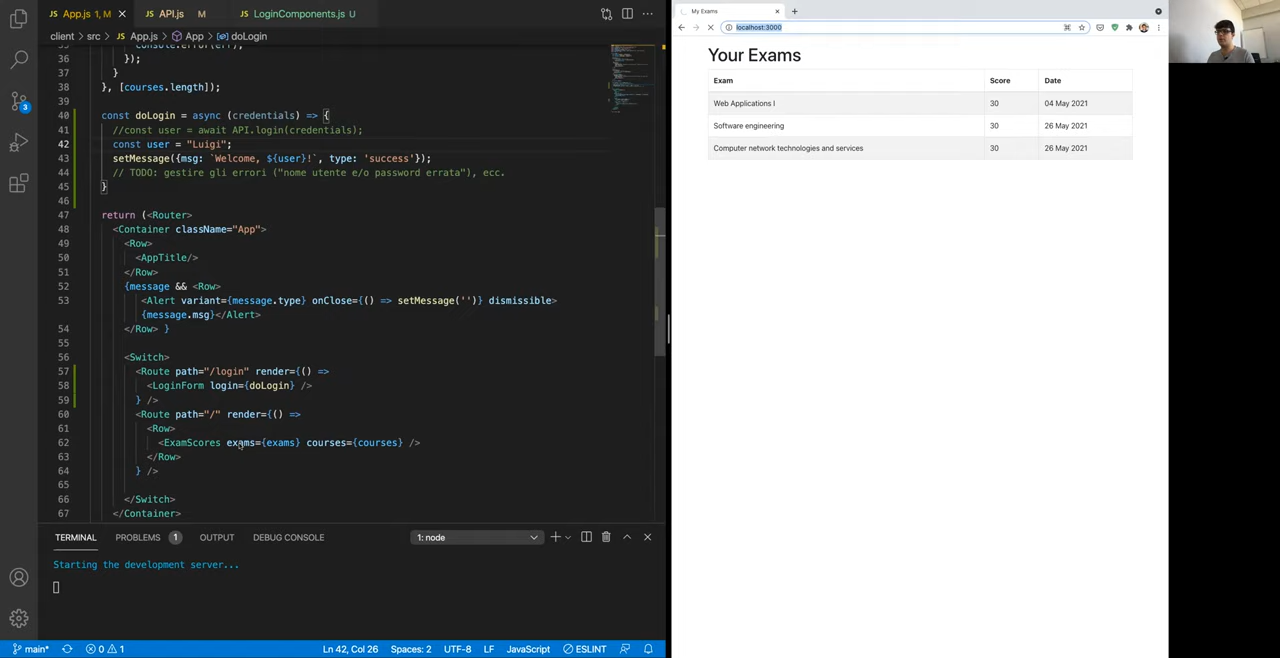 App.js 1, M
API.js M
LoginComponents.js U
client > src > App.js > App > doLogin
36 });
37 }
38 }, [courses.length]);
39
40 const doLogin = async (credentials) => {
41 //const user = await API.login(credentials);
42 const user = "Luigi";
43 setMessage({msg: `Welcome, ${user}!`, type: 'success'});
44 // TODO: gestire gli errori ("nome utente e/o password errata"), ecc.
45 }
46
47 return (<Router>
48 <Container className="App">
49 <Row>
50 <AppTitle/>
51 </Row>
52 {message && <Row>
53 <Alert variant={message.type} onClose={() => setMessage('')} dismissible>
{message.msg}</Alert>
54 </Row> }
55
56 <Switch>
57 <Route path="/login" render={() =>
58 <LoginForm login={doLogin} />
59 } />
60 <Route path="/" render={() =>
61 <Row>
62 <ExamScores exams={exams} courses={courses} />
63 </Row>
64 } />
65
66 </Switch>
67 </Container>
TERMINAL PROBLEMS 1 OUTPUT DEBUG CONSOLE 1: node
Starting the development server...
main* 0 1 Ln 42, Col 26 Spaces: 2 UTF-8 LF JavaScript ESLINT
3
My Exams
localhost:3000
Your Exams
Exam Score Date
Web Applications I 30 04 May 2021
Software engineering 30 26 May 2021
Computer network technologies and services 30 26 May 2021